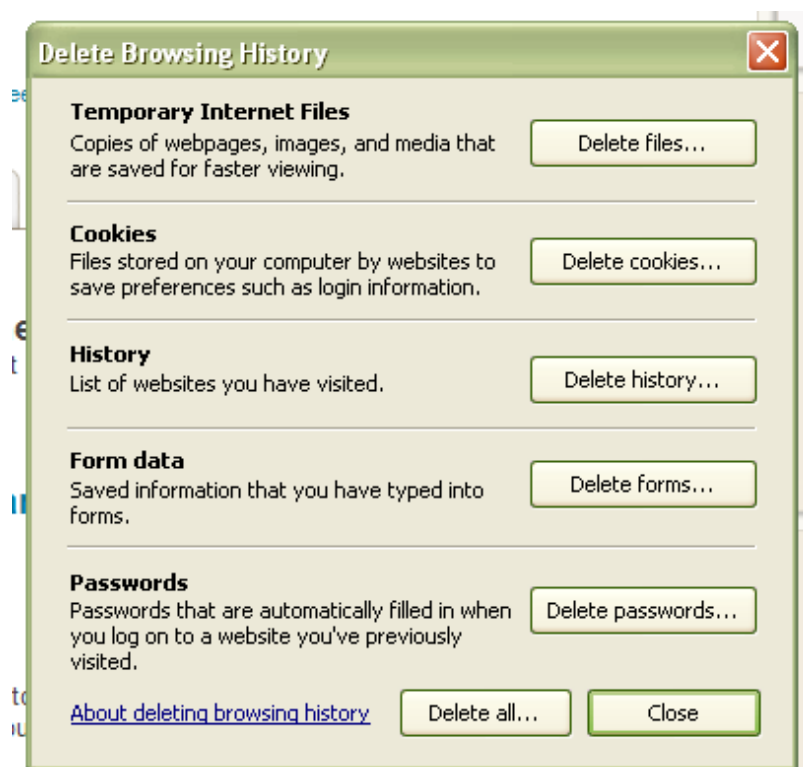 Delete Browsing History
Temporary Internet Files
Copies of webpages, images, and media that
are saved for faster viewing.
Delete files...
Cookies
Files stored on your computer by websites to
save preferences such as login information.
Delete cookies...
History
List of websites you have visited.
Delete history...
Form data
Saved information that you have typed into
forms.
Delete forms...
Passwords
Passwords that are automatically filled in when
you log on to a website you've previously
visited.
Delete passwords...
About deleting browsing history
Delete all...
Close